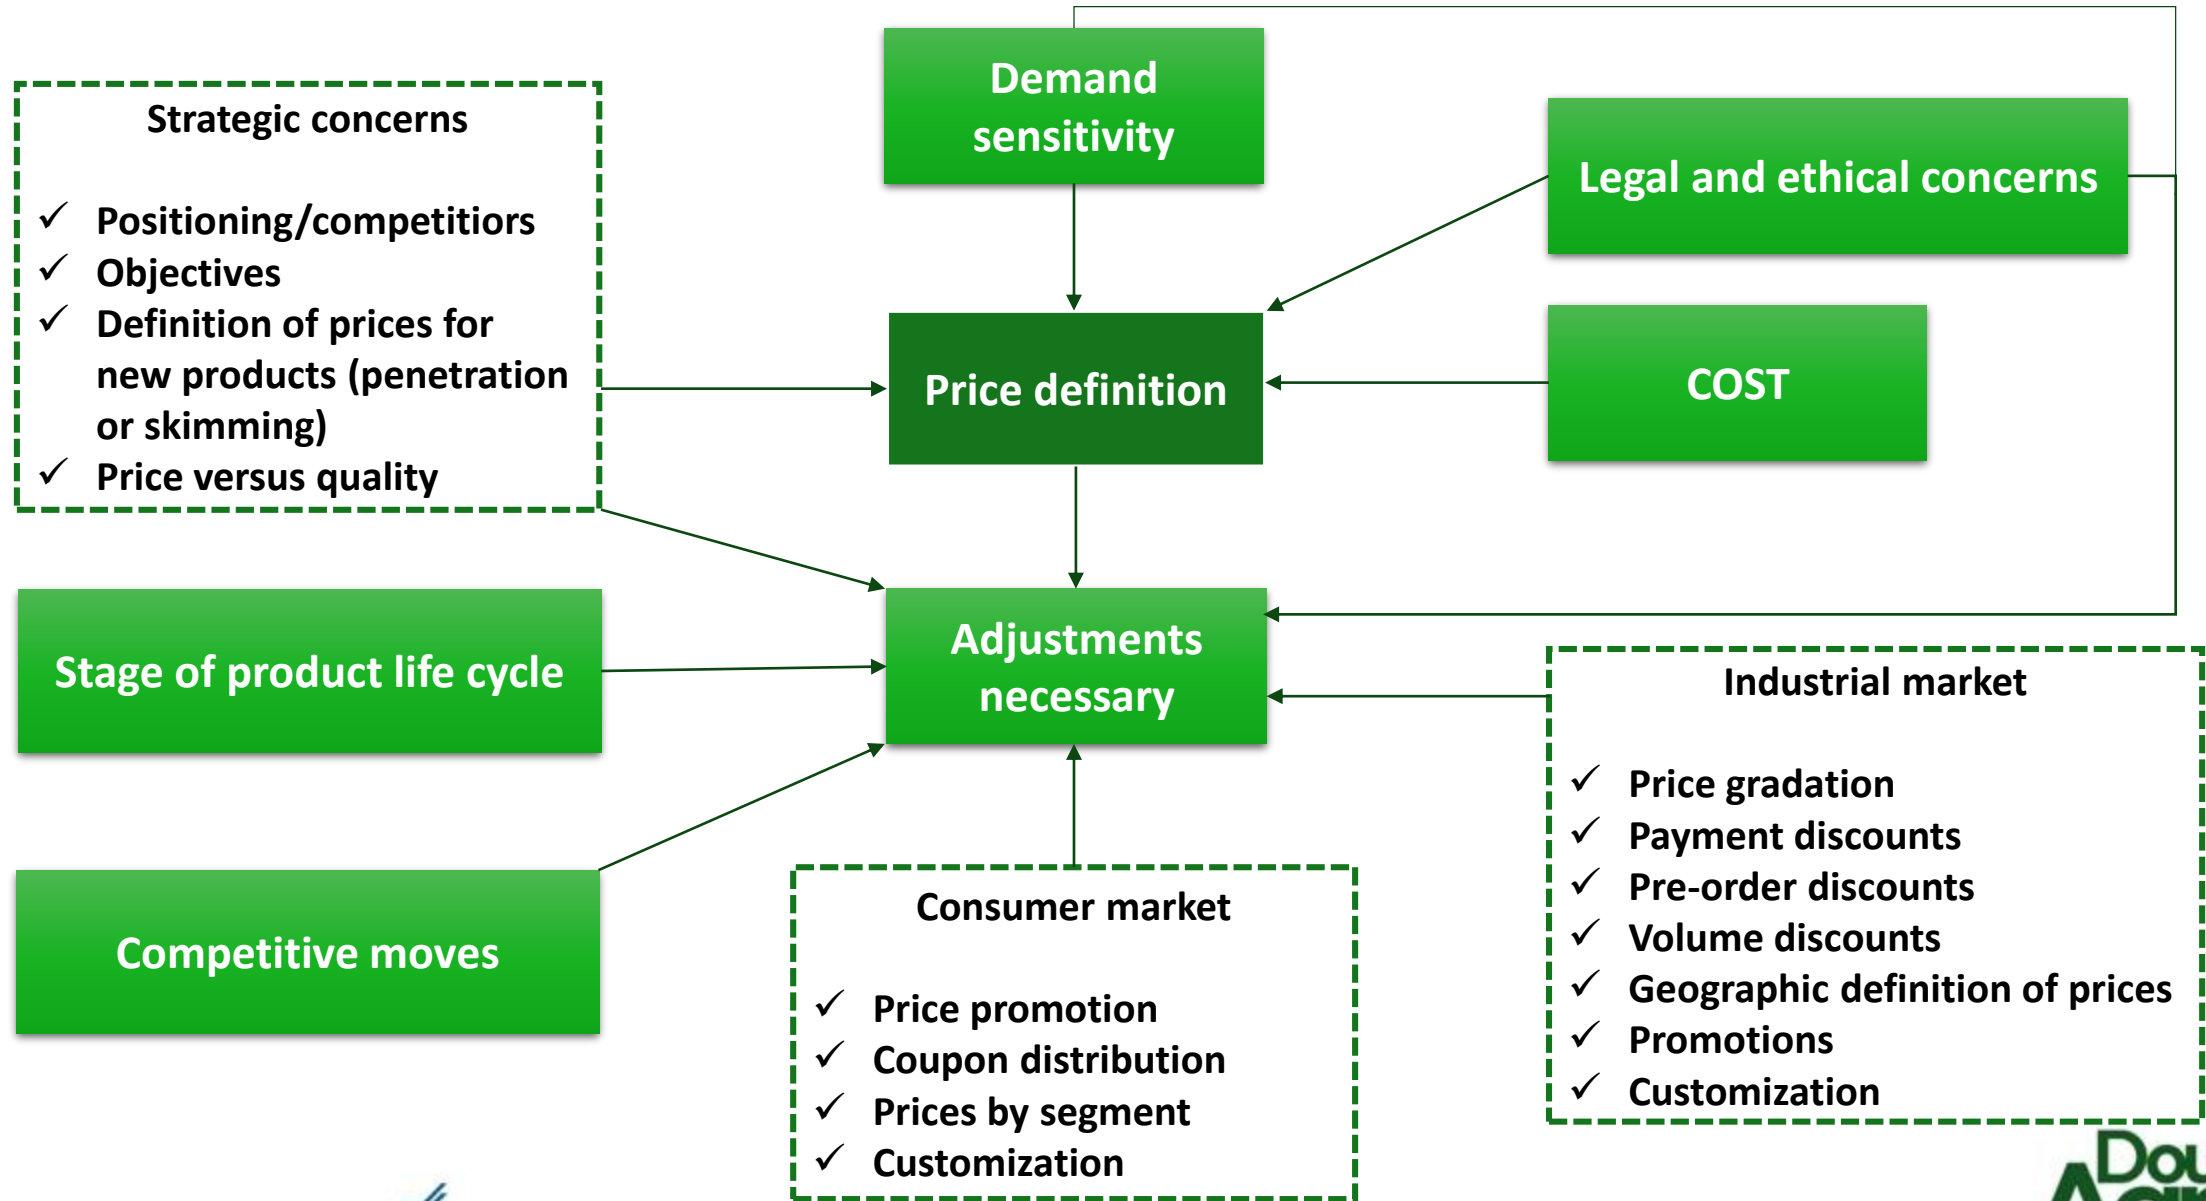 Demand
sensitivity
Strategic concerns
✓ Positioning/competitiors
✓ Objectives
✓ Definition of prices for
new products (penetration
or skimming)
✓ Price versus quality
Legal and ethical concerns
Price definition
COST
Stage of product life cycle
Adjustments
necessary
Competitive moves
Consumer market
✓ Price promotion
✓ Coupon distribution
✓ Prices by segment
✓ Customization
Industrial market
✓ Price gradation
✓ Payment discounts
✓ Pre-order discounts
✓ Volume discounts
✓ Geographic definition of prices
✓ Promotions
✓ Customization